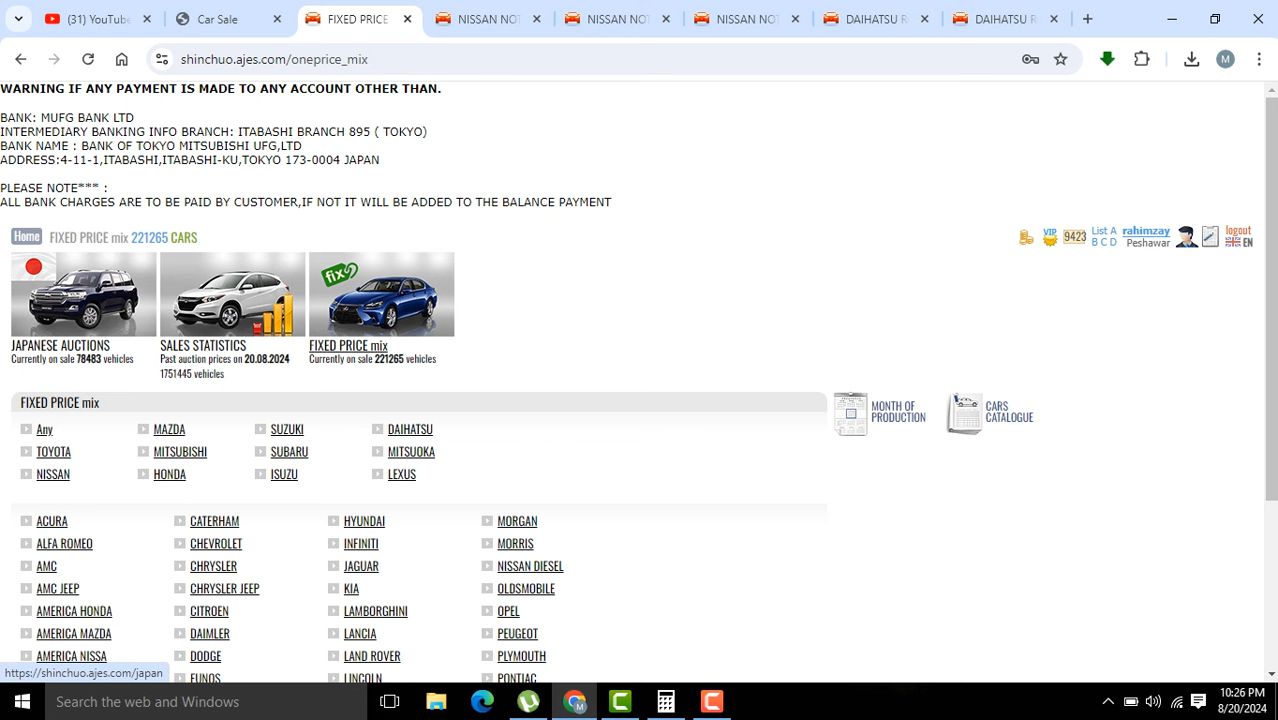 (31) YouTube
Car Sale
FIXED PRICE
NISSAN NOT
NISSAN NOT
NISSAN NOT
DAIHATSU R
DAIHATSU R
shinchuo.ajes.com/oneprice_mix
M
WARNING IF ANY PAYMENT IS MADE TO ANY ACCOUNT OTHER THAN.
BANK: MUFG BANK LTD
INTERMEDIARY BANKING INFO BRANCH: ITABASHI BRANCH 895 ( TOKYO)
BANK NAME : BANK OF TOKYO MITSUBISHI UFG,LTD
ADDRESS:4-11-1,ITABASHI,ITABASHI-KU,TOKYO 173-0004 JAPAN
PLEASE NOTE*** :
ALL BANK CHARGES ARE TO BE PAID BY CUSTOMER,IF NOT IT WILL BE ADDED TO THE BALANCE PAYMENT
Home FIXED PRICE mix 221265 CARS
VIP 9423 List A B C D rahimzay Peshawar logout EN
fix
JAPANESE AUCTIONS
Currently on sale 78483 vehicles
SALES STATISTICS
Past auction prices on 20.08.2024
1751445 vehicles
FIXED PRICE mix
Currently on sale 221265 vehicles
FIXED PRICE mix
MONTH OF PRODUCTION
CARS CATALOGUE
Any MAZDA SUZUKI DAIHATSU
TOYOTA MITSUBISHI SUBARU MITSUOKA
NISSAN HONDA ISUZU LEXUS
ACURA CATERHAM HYUNDAI MORGAN
ALFA ROMEO CHEVROLET INFINITI MORRIS
AMC CHRYSLER JAGUAR NISSAN DIESEL
AMC JEEP CHRYSLER JEEP KIA OLDSMOBILE
AMERICA HONDA CITROEN LAMBORGHINI OPEL
AMERICA MAZDA DAIMLER LANCIA PEUGEOT
AMERICA NISSA DODGE LAND ROVER PLYMOUTH
EUNOS LINCOLN PONTIAC
https://shinchuo.ajes.com/japan
Search the web and Windows
M
10:26 PM
8/20/2024